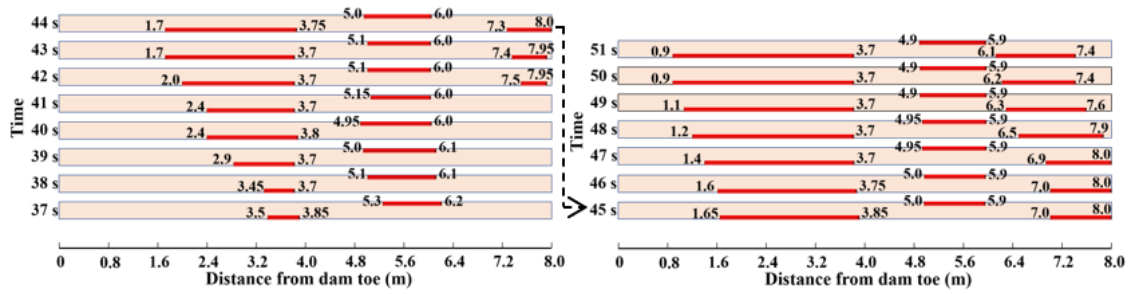 44 s 1.7 3.75 5.0 6.0 7.3 8.0
43 s 1.7 3.7 5.1 6.0 7.4 7.95
42 s 2.0 3.7 5.1 6.0 7.5 7.95
41 s 2.4 3.7 5.15 6.0
40 s 2.4 3.8 4.95 6.0
39 s 2.9 3.7 5.0 6.1
38 s 3.45 3.7 5.1 6.1
37 s 3.5 3.85 5.3 6.2
Time
0 0.8 1.6 2.4 3.2 4.0 4.8 5.6 6.4 7.2 8.0
Distance from dam toe (m)
51 s 0.9 3.7 4.9 5.9 6.1 7.4
50 s 0.9 3.7 4.9 5.9 6.2 7.4
49 s 1.1 3.7 4.9 5.9 6.3 7.6
48 s 1.2 3.7 4.95 5.9 6.5 7.9
47 s 1.4 3.7 4.95 5.9 6.9 8.0
46 s 1.6 3.75 5.0 5.9 7.0 8.0
45 s 1.65 3.85 5.0 5.9 7.0 8.0
Time
0 0.8 1.6 2.4 3.2 4.0 4.8 5.6 6.4 7.2 8.0
Distance from dam toe (m)